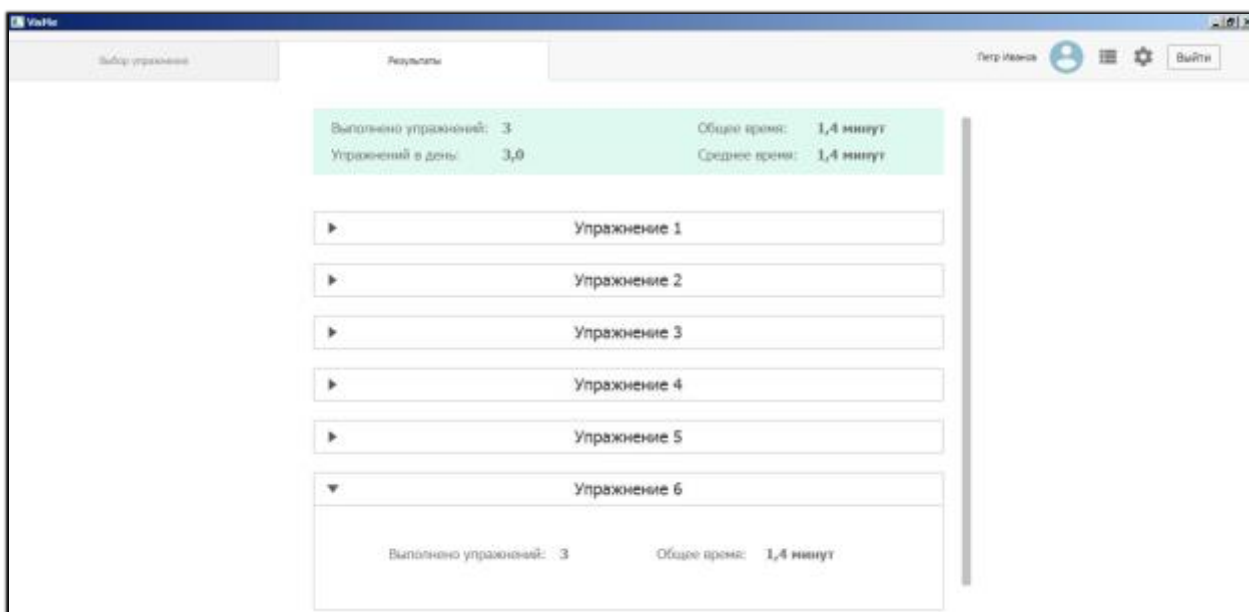 VisMe
Выбор упражнения
Результаты
Петр Иванов
Выйти
Выполнено упражнений: 3
Общее время: 1,4 минут
Упражнений в день: 3,0
Среднее время: 1,4 минут
Упражнение 1
Упражнение 2
Упражнение 3
Упражнение 4
Упражнение 5
Упражнение 6
Выполнено упражнений: 3
Общее время: 1,4 минут